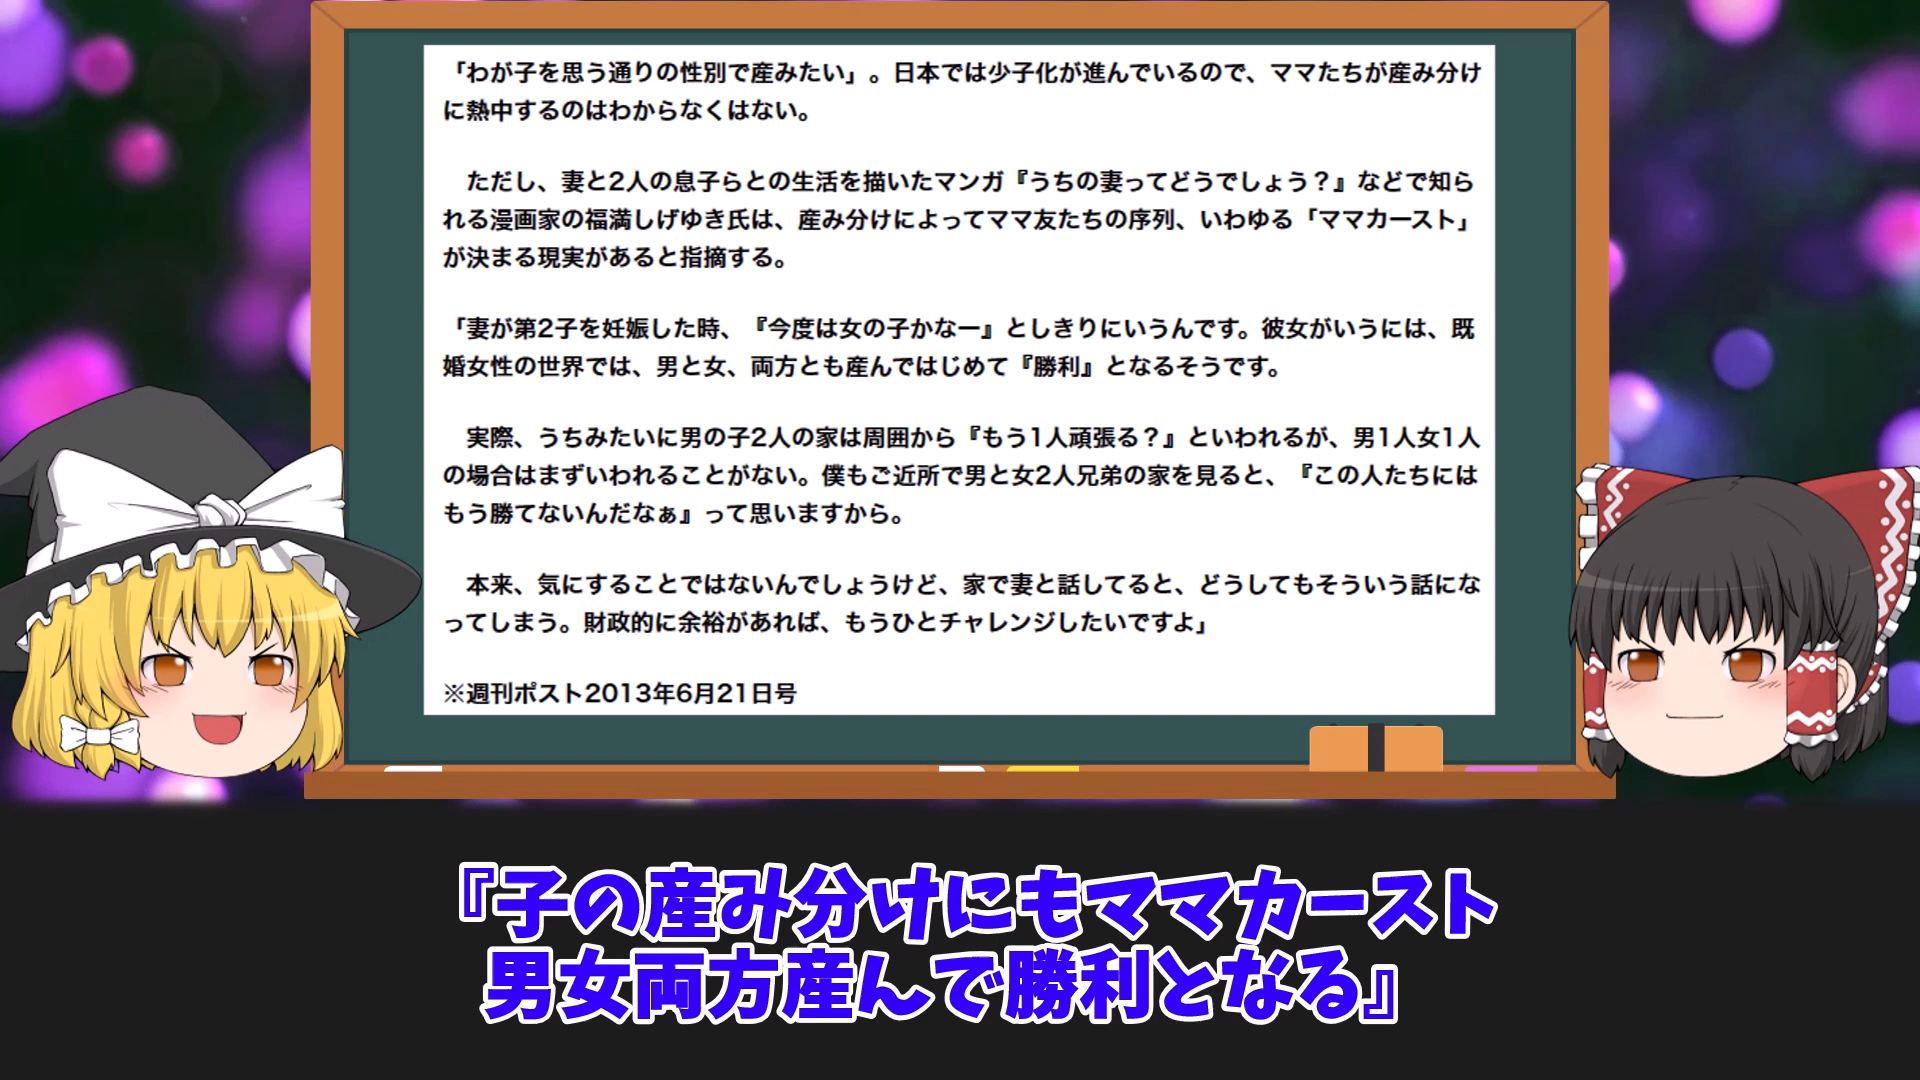 「わが子を思う通りの性別で産みたい」。日本では少子化が進んでいるので、ママたちが産み分け
に熱中するのはわからなくはない。
ただし、妻と2人の息子らとの生活を描いたマンガ『うちの妻ってどうでしょう？』などで知ら
れる漫画家の福満しげゆき氏は、産み分けによってママ友たちの序列、いわゆる「ママカースト」
が決まる現実があると指摘する。
「妻が第2子を妊娠した時、『今度は女の子かなー』としきりにいうんです。彼女がいうには、既
婚女性の世界では、男と女、両方とも産んではじめて『勝利』となるそうです。
実際、うちみたいに男の子2人の家は周囲から『もう1人頑張る？』といわれるが、男1人女1人
の場合はまずいわれることがない。僕もご近所で男と女2人兄弟の家を見ると、『この人たちには
もう勝てないんだなぁ』って思いますから。
本来、気にすることではないんでしょうけど、家で妻と話してると、どうしてもそういう話にな
ってしまう。財政的に余裕があれば、もうひとチャレンジしたいですよ」
※週刊ポスト2013年6月21日号
『子の産み分けにもママカースト
男女両方産んで勝利となる』